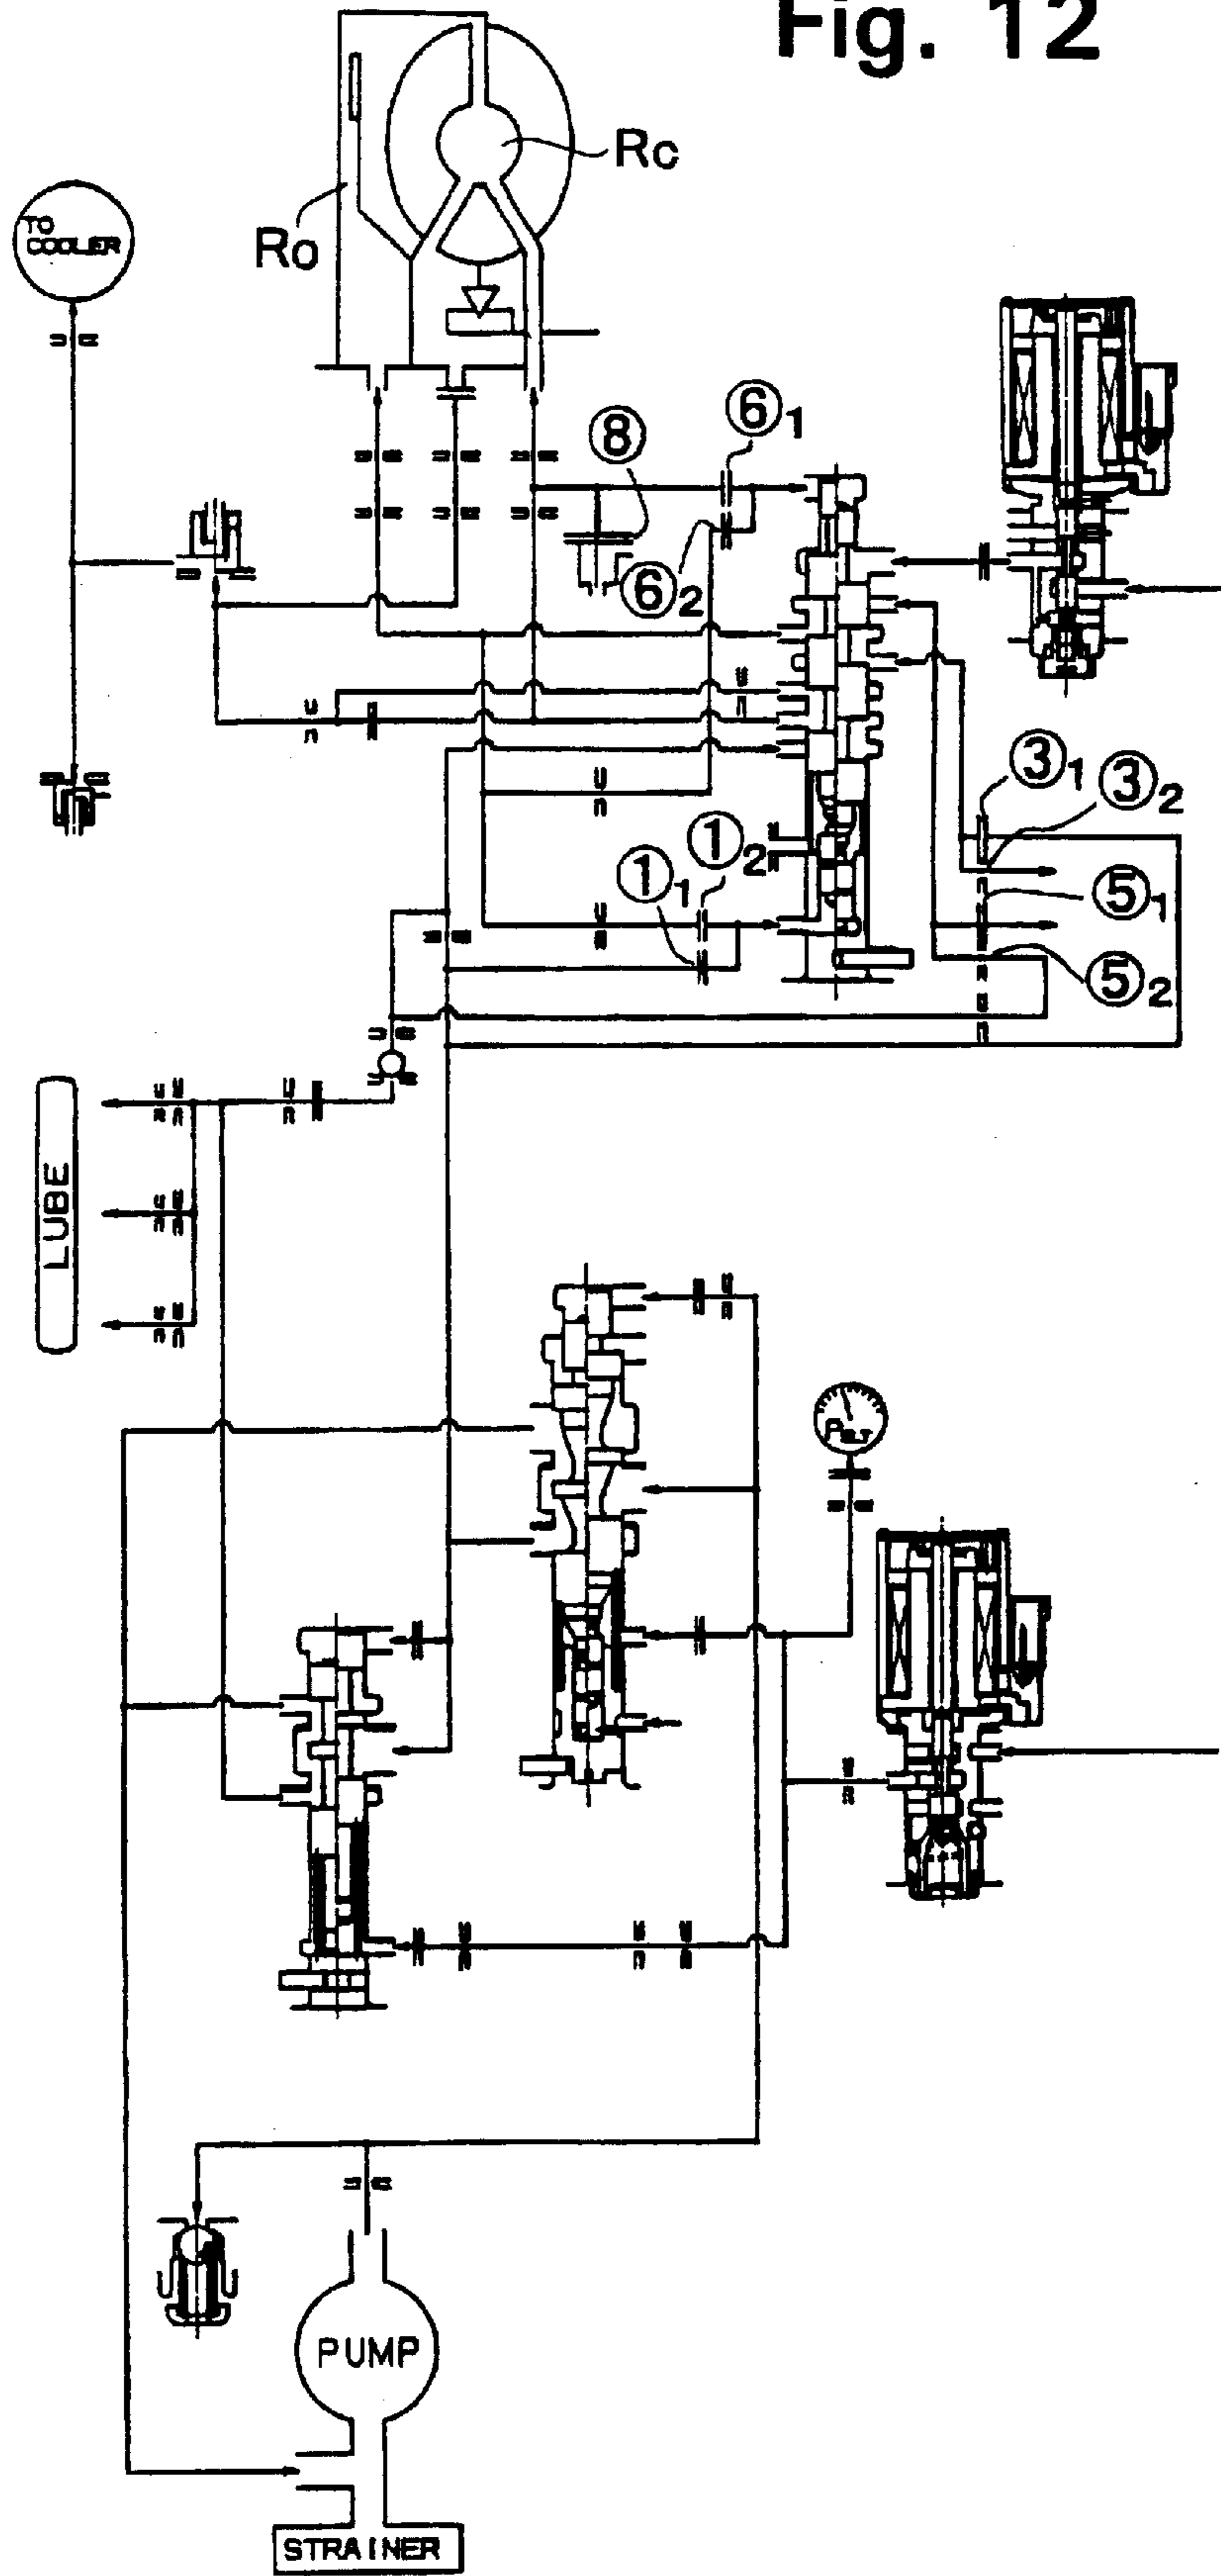 Fig. 12
Rc
Ro
TO
COOLER
⑥1
⑧
⑥2
③1
③2
①2
①1
⑤1
⑤2
LUBE
PUMP
STRAINER